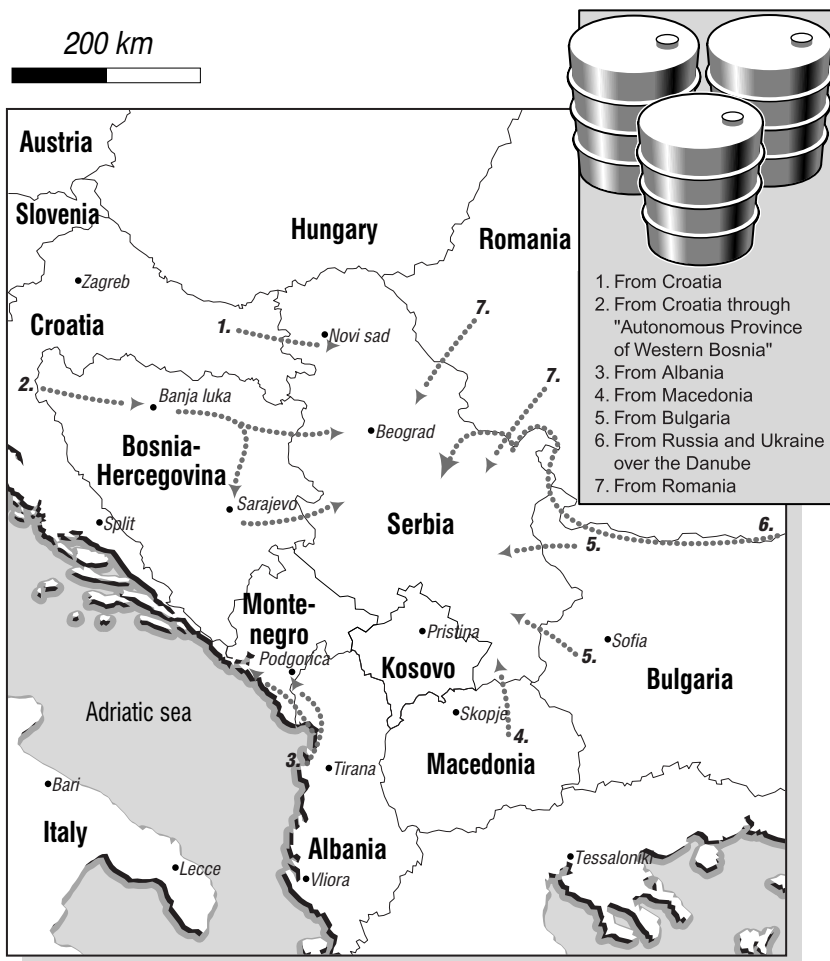 200 km
Austria
Slovenia
Hungary
Romania
Zagreb
Croatia
1.
Novi sad
7.
2.
Banja luka
7.
Beograd
Bosnia-
Hercegovina
Sarajevo
Split
Serbia
6.
5.
Monte-
negro
Pristina
Sofia
Podgorica
Kosovo
5.
Bulgaria
Adriatic sea
Skopje
4.
3.
Tirana
Macedonia
Bari
Italy
Albania
Tessaloniki
Lecce
Vliora
1. From Croatia
2. From Croatia through
"Autonomous Province
of Western Bosnia"
3. From Albania
4. From Macedonia
5. From Bulgaria
6. From Russia and Ukraine
over the Danube
7. From Romania